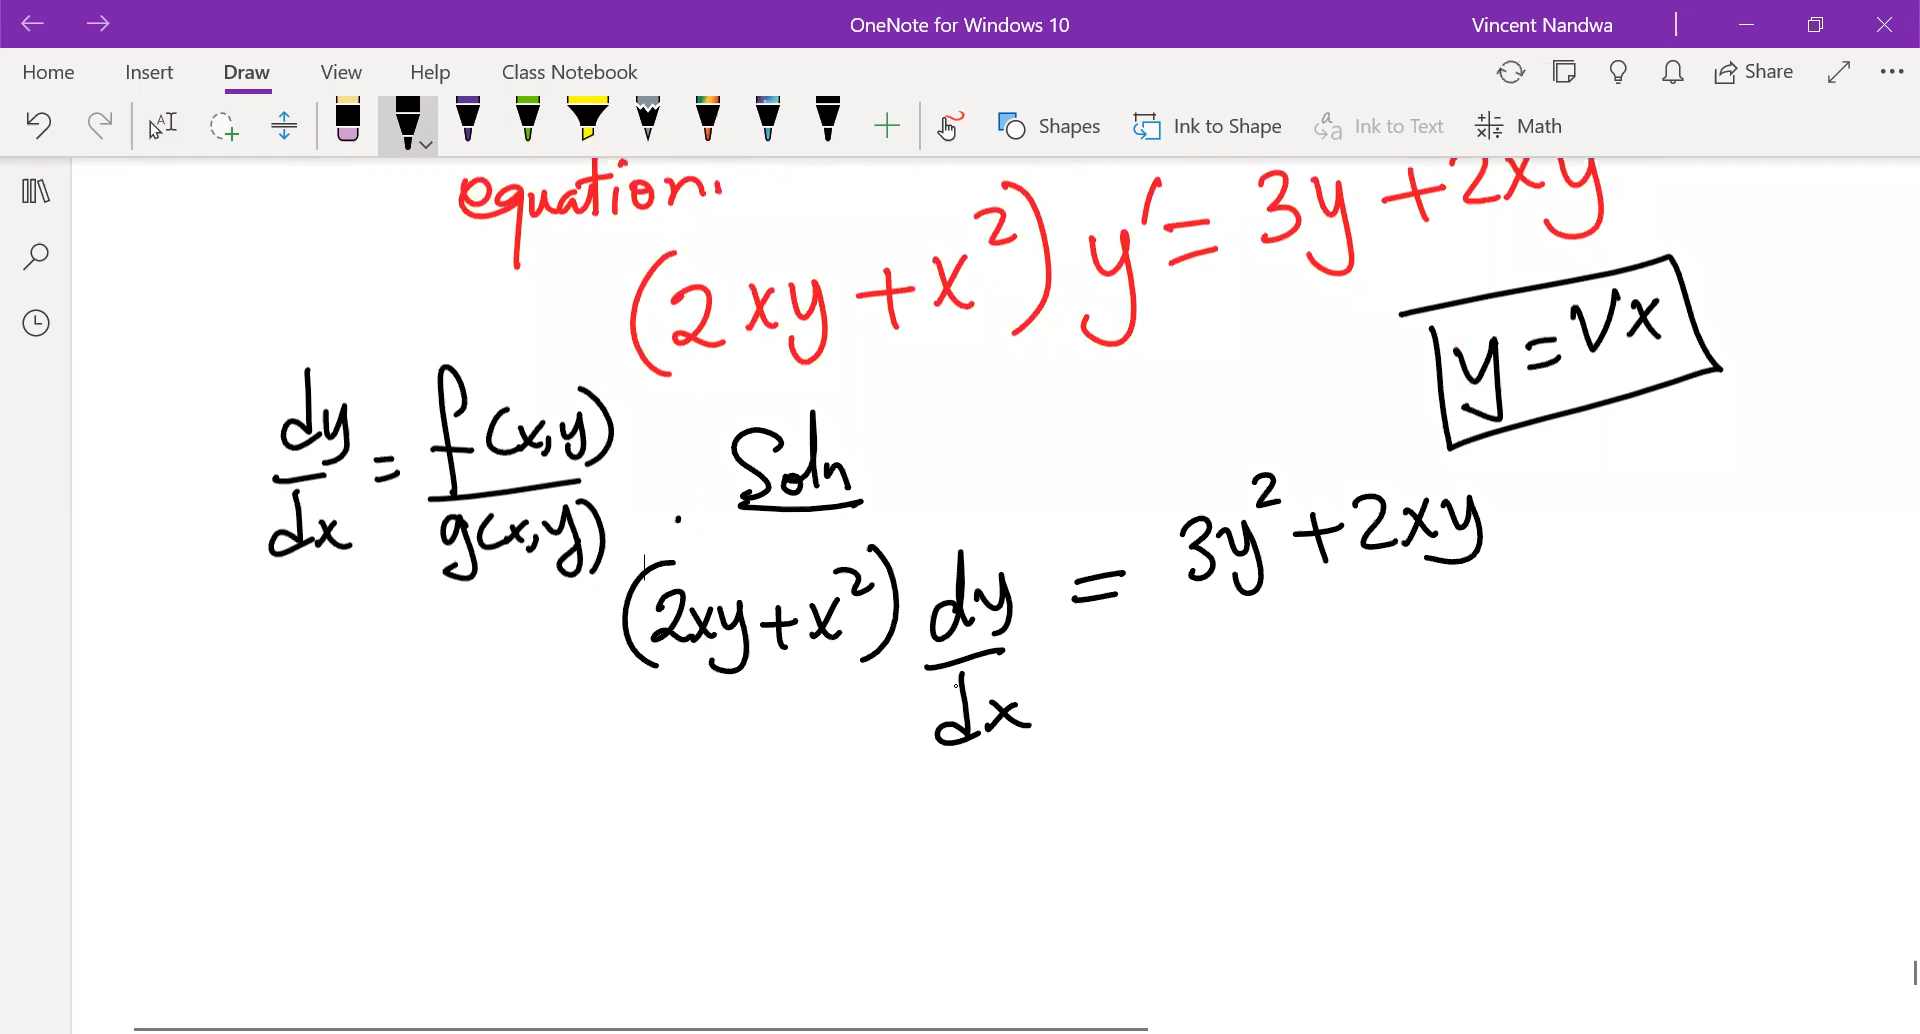 OneNote for Windows 10
Vincent Nandwa
Home Insert Draw View Help Class Notebook Share
Shapes Ink to Shape Ink to Text Math
equation.
(2xy + x²) y' = 3y + 2xy
y = vx
dy/dx = f(x,y)/g(x,y)
Soln
(2xy + x²) dy/dx = 3y² + 2xy